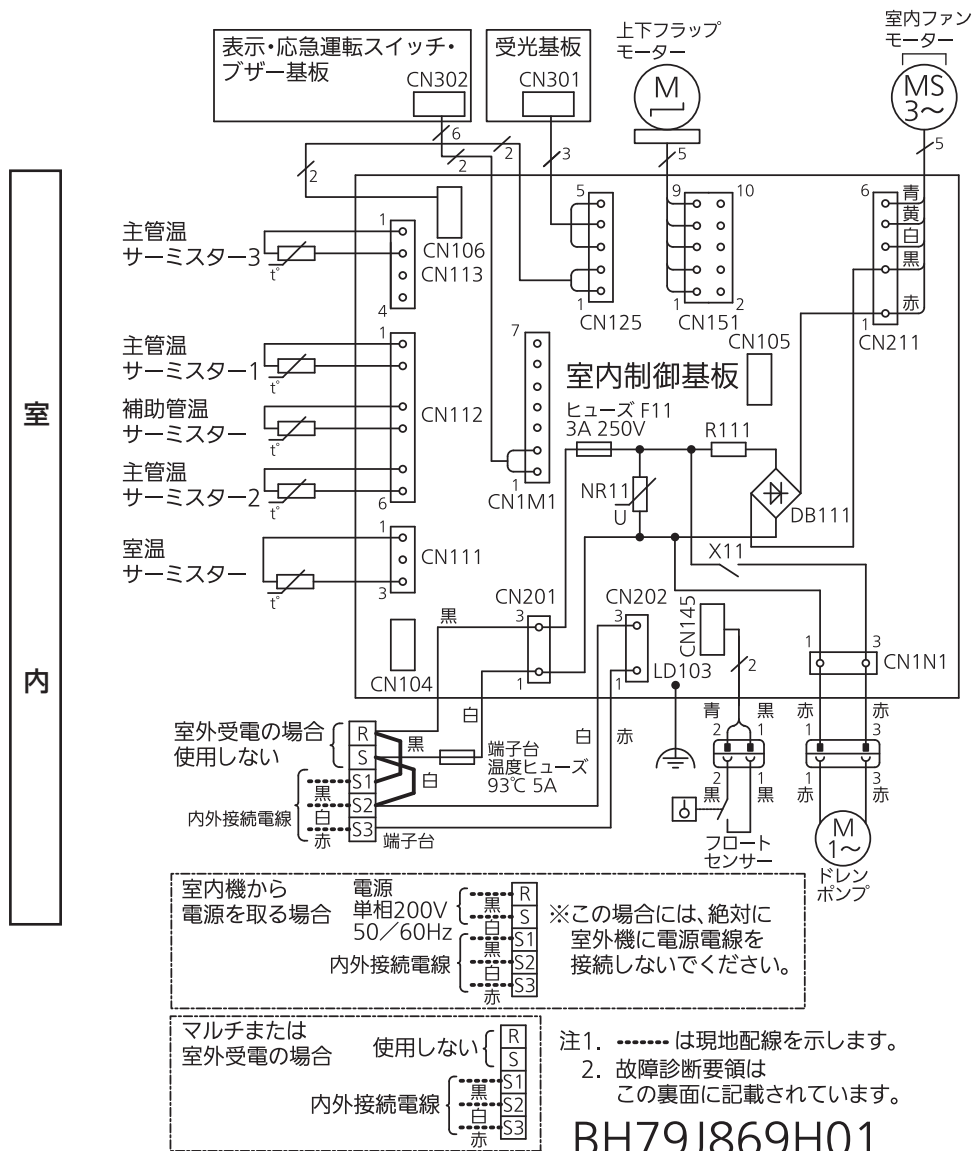 表示・応急運転スイッチ・
ブザー基板
CN302
受光基板
CN301
上下フラップ
モーター
M
室内ファン
モーター
MS
3~
6
2
2
2
3
5
5
室
内
主管温
サーミスター3
t°
1
4
CN106
CN113
5
1
CN125
9
10
1
2
CN151
6
青
黄
白
黒
赤
1
CN211
CN105
主管温
サーミスター1
t°
補助管温
サーミスター
t°
主管温
サーミスター2
t°
1
CN112
6
7
1
CN1M1
室内制御基板
ヒューズ F11
3A 250V
R111
NR11
U
DB111
X11
室温
サーミスター
t°
1
CN111
3
CN104
黒
CN201
3
1
CN202
3
1
LD103
CN145
2
1
3
CN1N1
室外受電の場合
使用しない
R
S
S1
S2
S3
黒
白
白
端子台
温度ヒューズ
93℃ 5A
白
赤
内外接続電線
黒
白
赤
端子台
青
黒
2
1
2
1
黒
黒
フロート
センサー
赤
赤
1
3
1
3
赤
赤
M
1~
ドレン
ポンプ
室内機から
電源を取る場合
電源
単相200V
50/60Hz
黒
白
内外接続電線
黒
白
赤
R
S
S1
S2
S3
※この場合には、絶対に
室外機に電源電線を
接続しないでください。
マルチまたは
室外受電の場合
使用しない
内外接続電線
黒
白
赤
R
S
S1
S2
S3
注1. ••••••• は現地配線を示します。
2. 故障診断要領は
この裏面に記載されています。
BH79J869H01